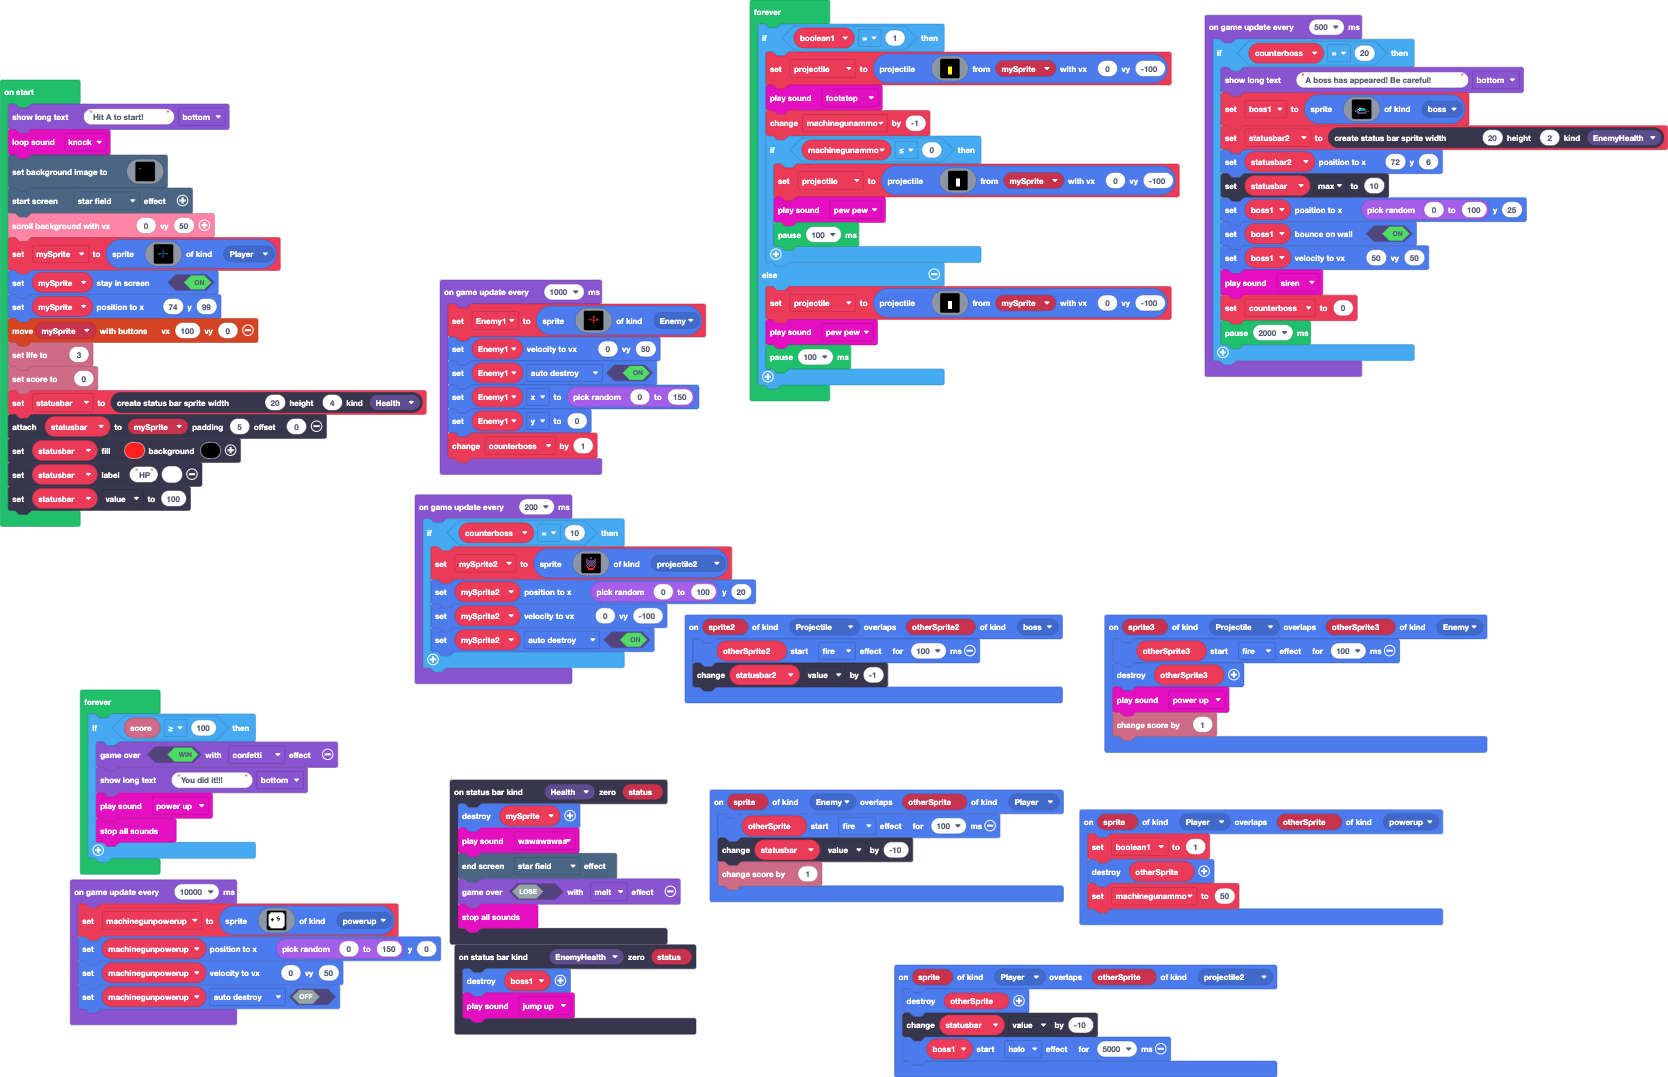 on start
show long text "Hit A to start!" bottom
loop sound knock
set background image to
start screen star field effect
scroll background with vx 0 vy 50
set mySprite to sprite of kind Player
set mySprite stay in screen ON
set mySprite position to x 74 y 99
move mySprite with buttons vx 100 vy 0
set life to 3
set score to 0
set statusbar to create status bar sprite width 20 height 4 kind Health
attach statusbar to mySprite padding 5 offset 0
set statusbar fill background
set statusbar label "HP"
set statusbar value to 100
on game update every 1000 ms
set Enemy1 to sprite of kind Enemy
set Enemy1 velocity to vx 0 vy 50
set Enemy1 auto destroy ON
set Enemy1 x to pick random 0 to 150
set Enemy1 y to 0
change counterboss by 1
forever
if boolean1 = 1 then
set projectile to projectile from mySprite with vx 0 vy -100
play sound footstep
change machinegunammo by -1
if machinegunammo ≤ 0 then
set projectile to projectile from mySprite with vx 0 vy -100
play sound pew pew
pause 100 ms
else
set projectile to projectile from mySprite with vx 0 vy -100
play sound pew pew
pause 100 ms
on game update every 500 ms
if counterboss = 20 then
show long text "A boss has appeared! Be careful!" bottom
set boss1 to sprite of kind boss
set statusbar2 to create status bar sprite width 20 height 2 kind EnemyHealth
set statusbar2 position to x 72 y 6
set statusbar max to 10
set boss1 position to x pick random 0 to 100 y 25
set boss1 bounce on wall ON
set boss1 velocity to vx 50 vy 50
play sound siren
set counterboss to 0
pause 2000 ms
on game update every 200 ms
if counterboss = 10 then
set mySprite2 to sprite of kind projectile2
set mySprite2 position to x pick random 0 to 100 y 20
set mySprite2 velocity to vx 0 vy -100
set mySprite2 auto destroy ON
on sprite2 of kind Projectile overlaps otherSprite2 of kind boss
otherSprite2 start fire effect for 100 ms
change statusbar2 value by -1
on sprite3 of kind Projectile overlaps otherSprite3 of kind Enemy
otherSprite3 start fire effect for 100 ms
destroy otherSprite3
play sound power up
change score by 1
forever
if score ≥ 100 then
game over WIN with confetti effect
show long text "You did it!!!" bottom
play sound power up
stop all sounds
on status bar kind Health zero status
destroy mySprite
play sound wawawawaa
end screen star field effect
game over LOSE with melt effect
stop all sounds
on sprite of kind Enemy overlaps otherSprite of kind Player
otherSprite start fire effect for 100 ms
change statusbar value by -10
change score by 1
on sprite of kind Player overlaps otherSprite of kind powerup
set boolean1 to 1
destroy otherSprite
set machinegunammo to 50
on game update every 10000 ms
set machinegunpowerup to sprite of kind powerup
set machinegunpowerup position to x pick random 0 to 150 y 0
set machinegunpowerup velocity to vx 0 vy 50
set machinegunpowerup auto destroy OFF
on status bar kind EnemyHealth zero status
destroy boss1
play sound jump up
on sprite of kind Player overlaps otherSprite of kind projectile2
destroy otherSprite
change statusbar value by -10
boss1 start halo effect for 5000 ms